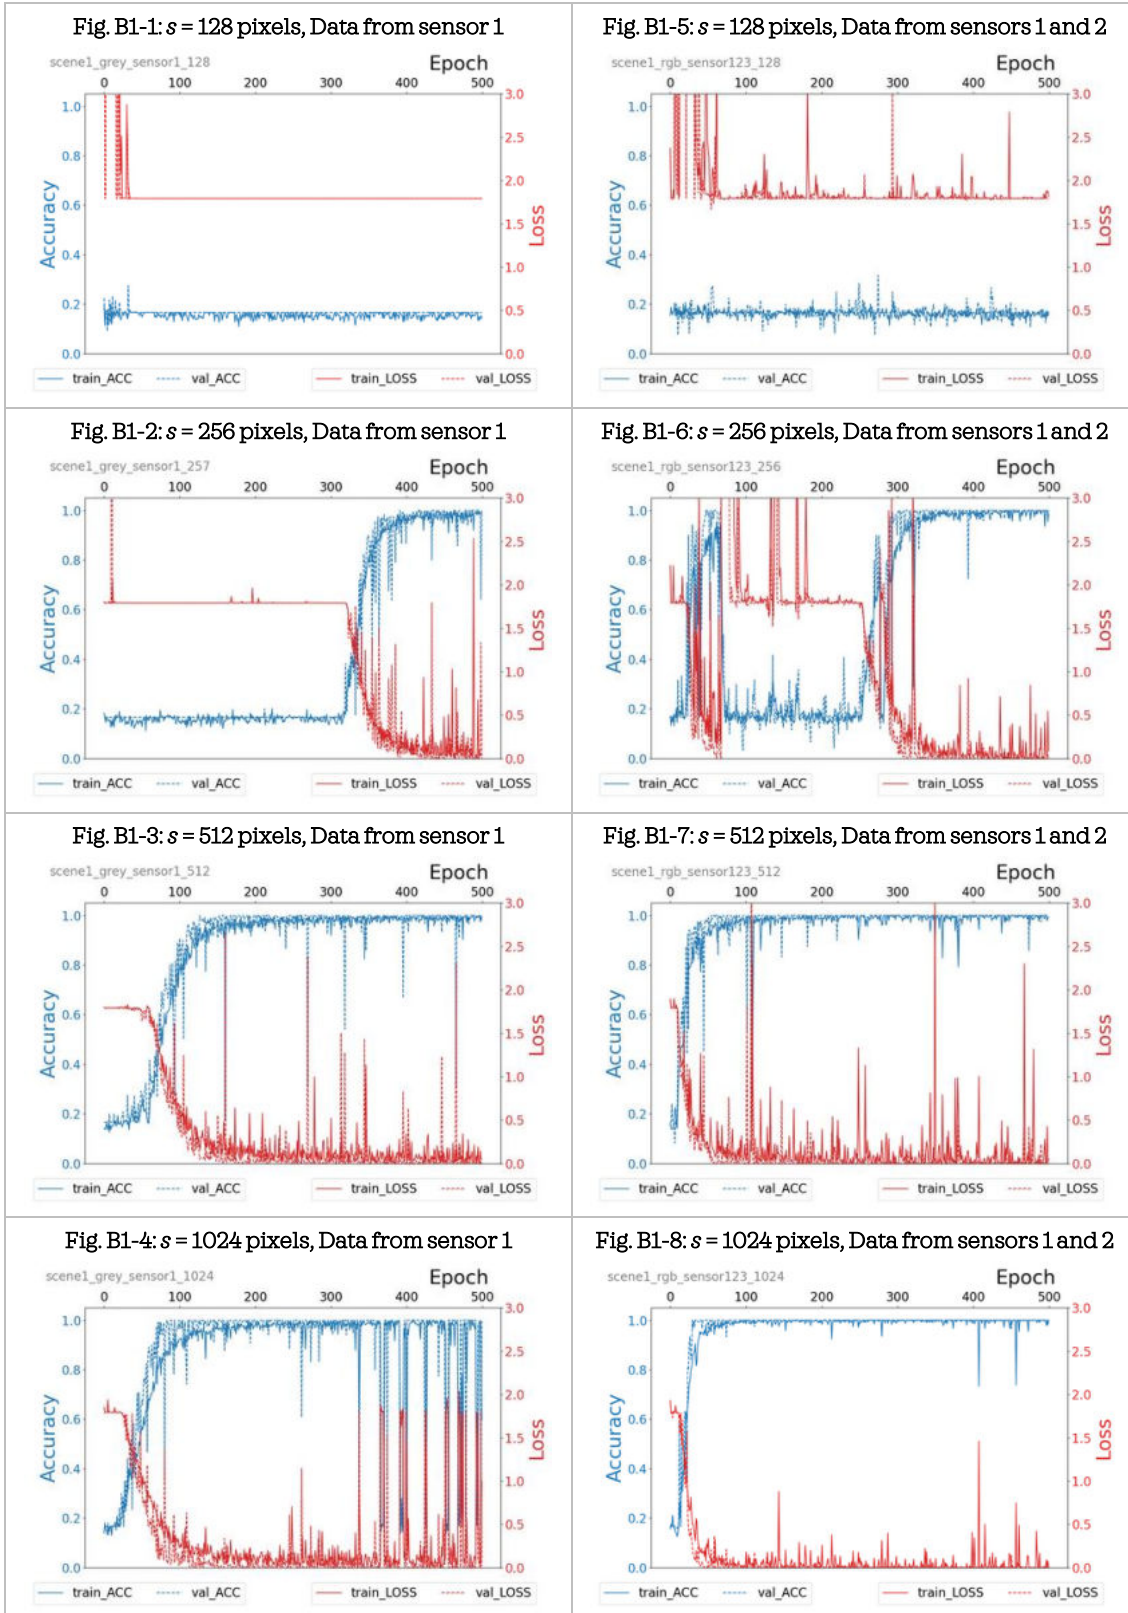 Fig. B1-1: s = 128 pixels, Data from sensor 1
scene1_grey_sensor1_128
Epoch
0 100 200 300 400 500
1.0
0.8
0.6
0.4
0.2
0.0
Accuracy
3.0
2.5
2.0
1.5
1.0
0.5
0.0
Loss
train_ACC val_ACC train_LOSS val_LOSS
Fig. B1-5: s = 128 pixels, Data from sensors 1 and 2
scene1_rgb_sensor123_128
Epoch
0 100 200 300 400 500
1.0
0.8
0.6
0.4
0.2
0.0
Accuracy
3.0
2.5
2.0
1.5
1.0
0.5
0.0
Loss
train_ACC val_ACC train_LOSS val_LOSS
Fig. B1-2: s = 256 pixels, Data from sensor 1
scene1_grey_sensor1_257
Epoch
0 100 200 300 400 500
1.0
0.8
0.6
0.4
0.2
0.0
Accuracy
3.0
2.5
2.0
1.5
1.0
0.5
0.0
Loss
train_ACC val_ACC train_LOSS val_LOSS
Fig. B1-6: s = 256 pixels, Data from sensors 1 and 2
scene1_rgb_sensor123_256
Epoch
0 100 200 300 400 500
1.0
0.8
0.6
0.4
0.2
0.0
Accuracy
3.0
2.5
2.0
1.5
1.0
0.5
0.0
Loss
train_ACC val_ACC train_LOSS val_LOSS
Fig. B1-3: s = 512 pixels, Data from sensor 1
scene1_grey_sensor1_512
Epoch
0 100 200 300 400 500
1.0
0.8
0.6
0.4
0.2
0.0
Accuracy
3.0
2.5
2.0
1.5
1.0
0.5
0.0
Loss
train_ACC val_ACC train_LOSS val_LOSS
Fig. B1-7: s = 512 pixels, Data from sensors 1 and 2
scene1_rgb_sensor123_512
Epoch
0 100 200 300 400 500
1.0
0.8
0.6
0.4
0.2
0.0
Accuracy
3.0
2.5
2.0
1.5
1.0
0.5
0.0
Loss
train_ACC val_ACC train_LOSS val_LOSS
Fig. B1-4: s = 1024 pixels, Data from sensor 1
scene1_grey_sensor1_1024
Epoch
0 100 200 300 400 500
1.0
0.8
0.6
0.4
0.2
0.0
Accuracy
3.0
2.5
2.0
1.5
1.0
0.5
0.0
Loss
train_ACC val_ACC train_LOSS val_LOSS
Fig. B1-8: s = 1024 pixels, Data from sensors 1 and 2
scene1_rgb_sensor123_1024
Epoch
0 100 200 300 400 500
1.0
0.8
0.6
0.4
0.2
0.0
Accuracy
3.0
2.5
2.0
1.5
1.0
0.5
0.0
Loss
train_ACC val_ACC train_LOSS val_LOSS